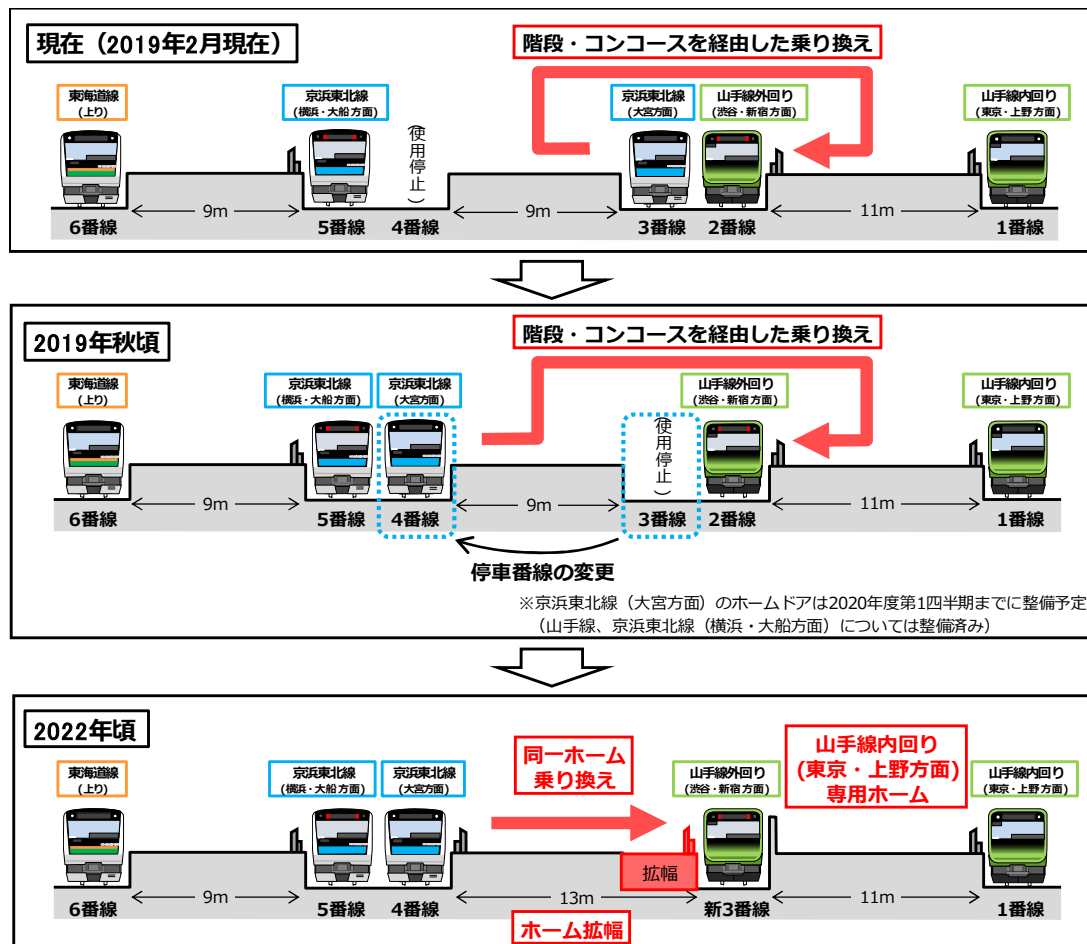 現在（2019年2月現在）
階段・コンコースを経由した乗り換え
東海道線
(上り)
京浜東北線
(横浜・大船方面)
（使用停止）
京浜東北線
(大宮方面)
山手線外回り
(渋谷・新宿方面)
山手線内回り
(東京・上野方面)
9m
9m
11m
6番線
5番線
4番線
3番線
2番線
1番線
2019年秋頃
階段・コンコースを経由した乗り換え
東海道線
(上り)
京浜東北線
(横浜・大船方面)
京浜東北線
(大宮方面)
（使用停止）
山手線外回り
(渋谷・新宿方面)
山手線内回り
(東京・上野方面)
9m
9m
11m
6番線
5番線
4番線
3番線
2番線
1番線
停車番線の変更
※京浜東北線（大宮方面）のホームドアは2020年度第1四半期までに整備予定
（山手線、京浜東北線（横浜・大船方面）については整備済み）
2022年頃
同一ホーム
乗り換え
山手線内回り
(東京・上野方面)
専用ホーム
東海道線
(上り)
京浜東北線
(横浜・大船方面)
京浜東北線
(大宮方面)
山手線外回り
(渋谷・新宿方面)
山手線内回り
(東京・上野方面)
拡幅
9m
13m
11m
6番線
5番線
4番線
新3番線
1番線
ホーム拡幅